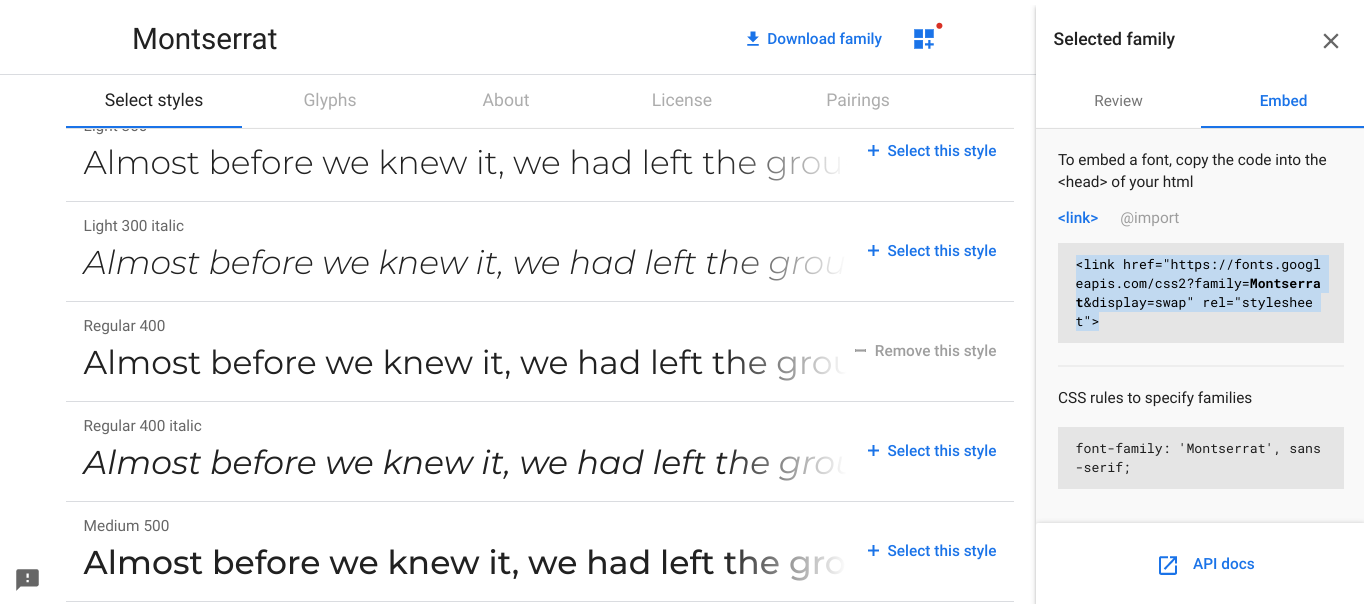 Montserrat
Download family
Select styles
Glyphs
About
License
Pairings
Light 300
Almost before we knew it, we had left the grou
+ Select this style
Light 300 italic
Almost before we knew it, we had left the grou
+ Select this style
Regular 400
Almost before we knew it, we had left the grou
— Remove this style
Regular 400 italic
Almost before we knew it, we had left the grou
+ Select this style
Medium 500
Almost before we knew it, we had left the gro
+ Select this style
Selected family
Review
Embed
To embed a font, copy the code into the
<head> of your html
<link>
@import
<link href="https://fonts.googl
eapis.com/css2?family=Montserra
t&display=swap" rel="styleshee
t">
CSS rules to specify families
font-family: 'Montserrat', sans
-serif;
API docs